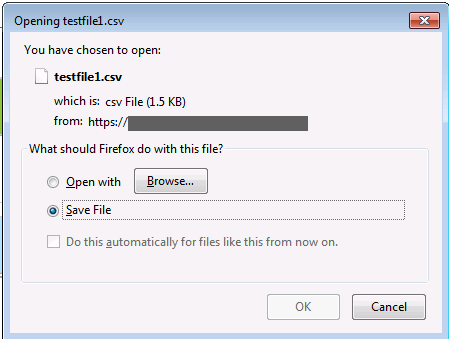 Opening testfile1.csv
You have chosen to open:
testfile1.csv
which is: csv File (1.5 KB)
from: https://
What should Firefox do with this file?
Open with Browse...
Save File
Do this automatically for files like this from now on.
OK Cancel